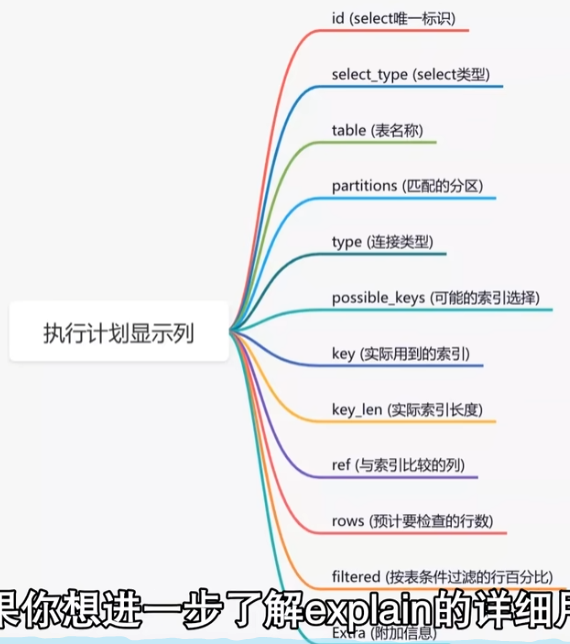 id (select唯一标识)
select_type (select类型)
table (表名称)
partitions (匹配的分区)
type (连接类型)
possible_keys (可能的索引选择)
执行计划显示列
key (实际用到的索引)
key_len (实际索引长度)
ref (与索引比较的列)
rows (预计要检查的行数)
filtered (按表条件过滤的行百分比)
果你想进一步了解explain的详细用
Extra (附加信息)